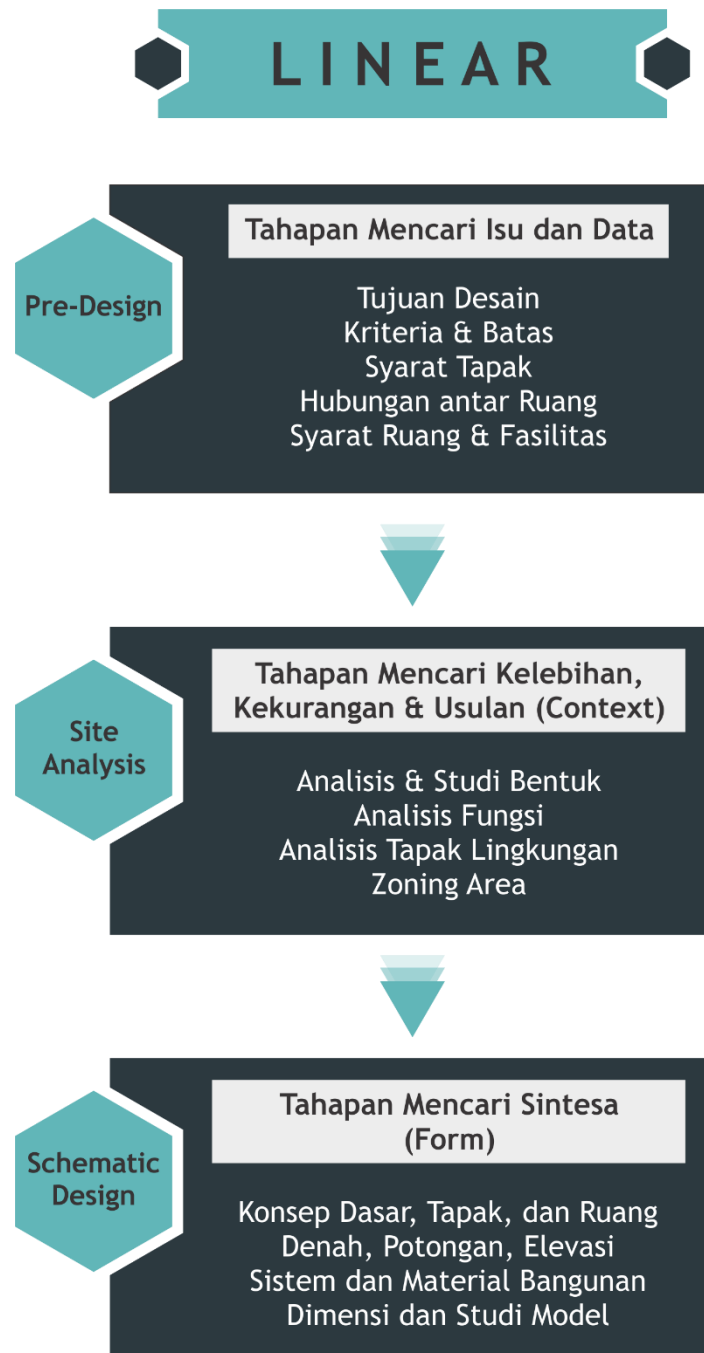 LINEAR
Pre-Design
Tahapan Mencari Isu dan Data
Tujuan Desain
Kriteria & Batas
Syarat Tapak
Hubungan antar Ruang
Syarat Ruang & Fasilitas
Site
Analysis
Tahapan Mencari Kelebihan,
Kekurangan & Usulan (Context)
Analisis & Studi Bentuk
Analisis Fungsi
Analisis Tapak Lingkungan
Zoning Area
Schematic
Design
Tahapan Mencari Sintesa
(Form)
Konsep Dasar, Tapak, dan Ruang
Denah, Potongan, Elevasi
Sistem dan Material Bangunan
Dimensi dan Studi Model